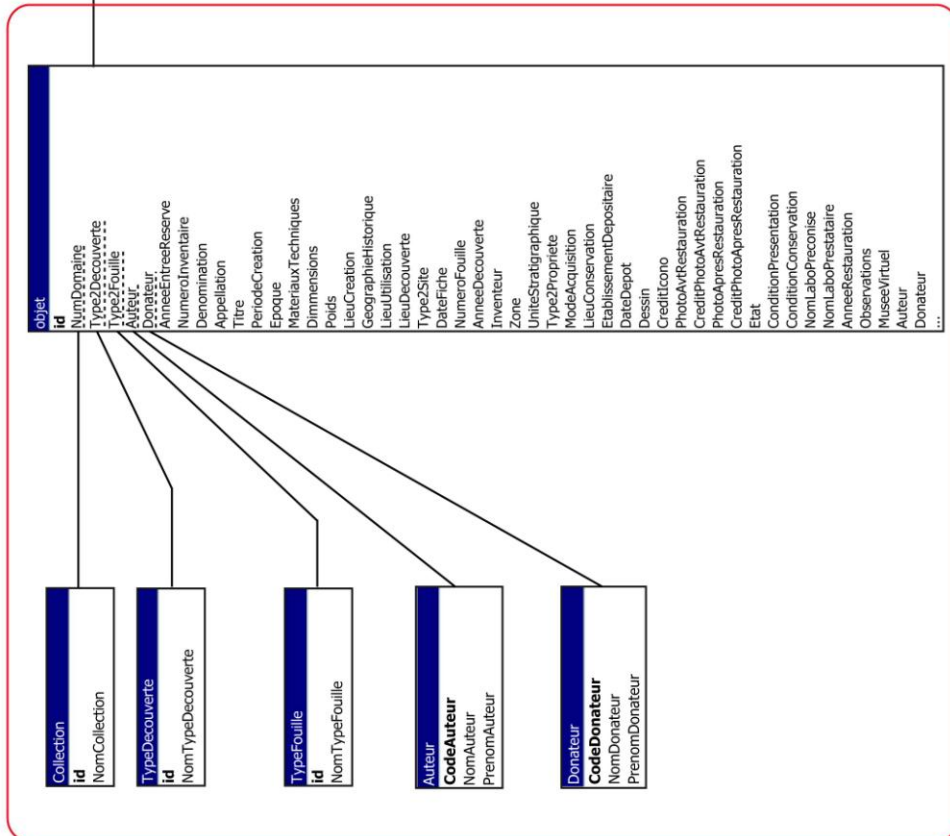 objet
id
NumDomaine
Type2Decouverte
Type2Fouille
Auteur
Donateur
AnneeEntreeReserve
NumeroInventaire
Denomination
Appellation
Titre
PeriodeCreation
Epoque
MateriauxTechniques
Dimmensions
Poids
LieuCreation
GeographieHistorique
LieuUtilisation
LieuDecouverte
Type2Site
DateFiche
NumeroFouille
AnneeDecouverte
Inventeur
Zone
UniteStratigraphique
Type2Propriete
ModeAcquisition
LieuConservation
EtablissementDepositaire
DateDepot
Dessin
CreditIcono
PhotoAvtRestauration
CreditPhotoAvtRestauration
PhotoApresRestauration
CreditPhotoApresRestauration
Etat
ConditionPresentation
ConditionConservation
NomLaboPreconise
NomLaboPrestataire
AnneeRestauration
Observations
MuseeVirtuel
Auteur
Donateur
...
Collection
id
NomCollection
TypeDecouverte
id
NomTypeDecouverte
TypeFouille
id
NomTypeFouille
Auteur
CodeAuteur
NomAuteur
PrenomAuteur
Donateur
CodeDonateur
NomDonateur
PrenomDonateur